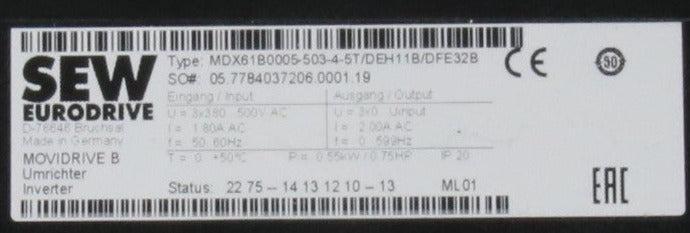 Type: MDX61B0005-503-4-5T/DEH11B/DFE32B
SO#: 05.7784037206.0001.19
SEW
EURODRIVE
D-76646 Bruchsal
Made in Germany
MOVIDRIVE B
Umrichter
Inverter
Eingang / Input
U = 3x380...500V AC
I = 1.80A AC
f = 50..60Hz
T = 0...+50°C
Ausgang / Output
U = 3x0...Uinput
I = 2.00A AC
f = 0...599Hz
P = 0.55kW / 0.75HP
IP 20
Status: 22 75 – 14 13 12 10 – 13
ML01
CE
50
EAC